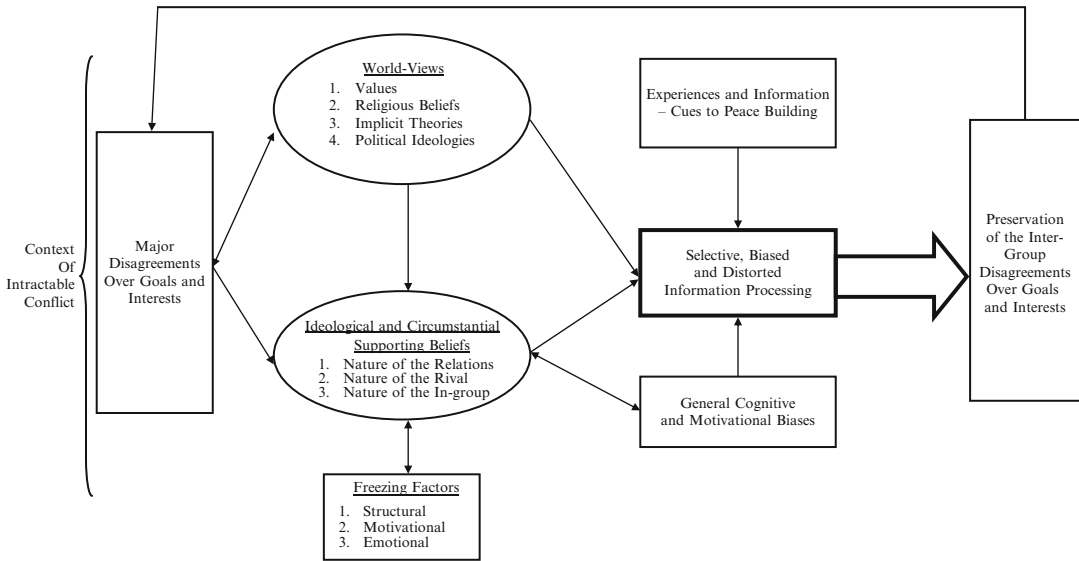 Context
Of
Intractable
Conflict
Major
Disagreements
Over Goals and
Interests
World-Views
1. Values
2. Religious Beliefs
3. Implicit Theories
4. Political Ideologies
Ideological and Circumstantial
Supporting Beliefs
1. Nature of the Relations
2. Nature of the Rival
3. Nature of the In-group
Freezing Factors
1. Structural
2. Motivational
3. Emotional
Experiences and Information
– Cues to Peace Building
Selective, Biased
and Distorted
Information Processing
General Cognitive
and Motivational Biases
Preservation
of the Inter-
Group
Disagreements
Over Goals
and Interests